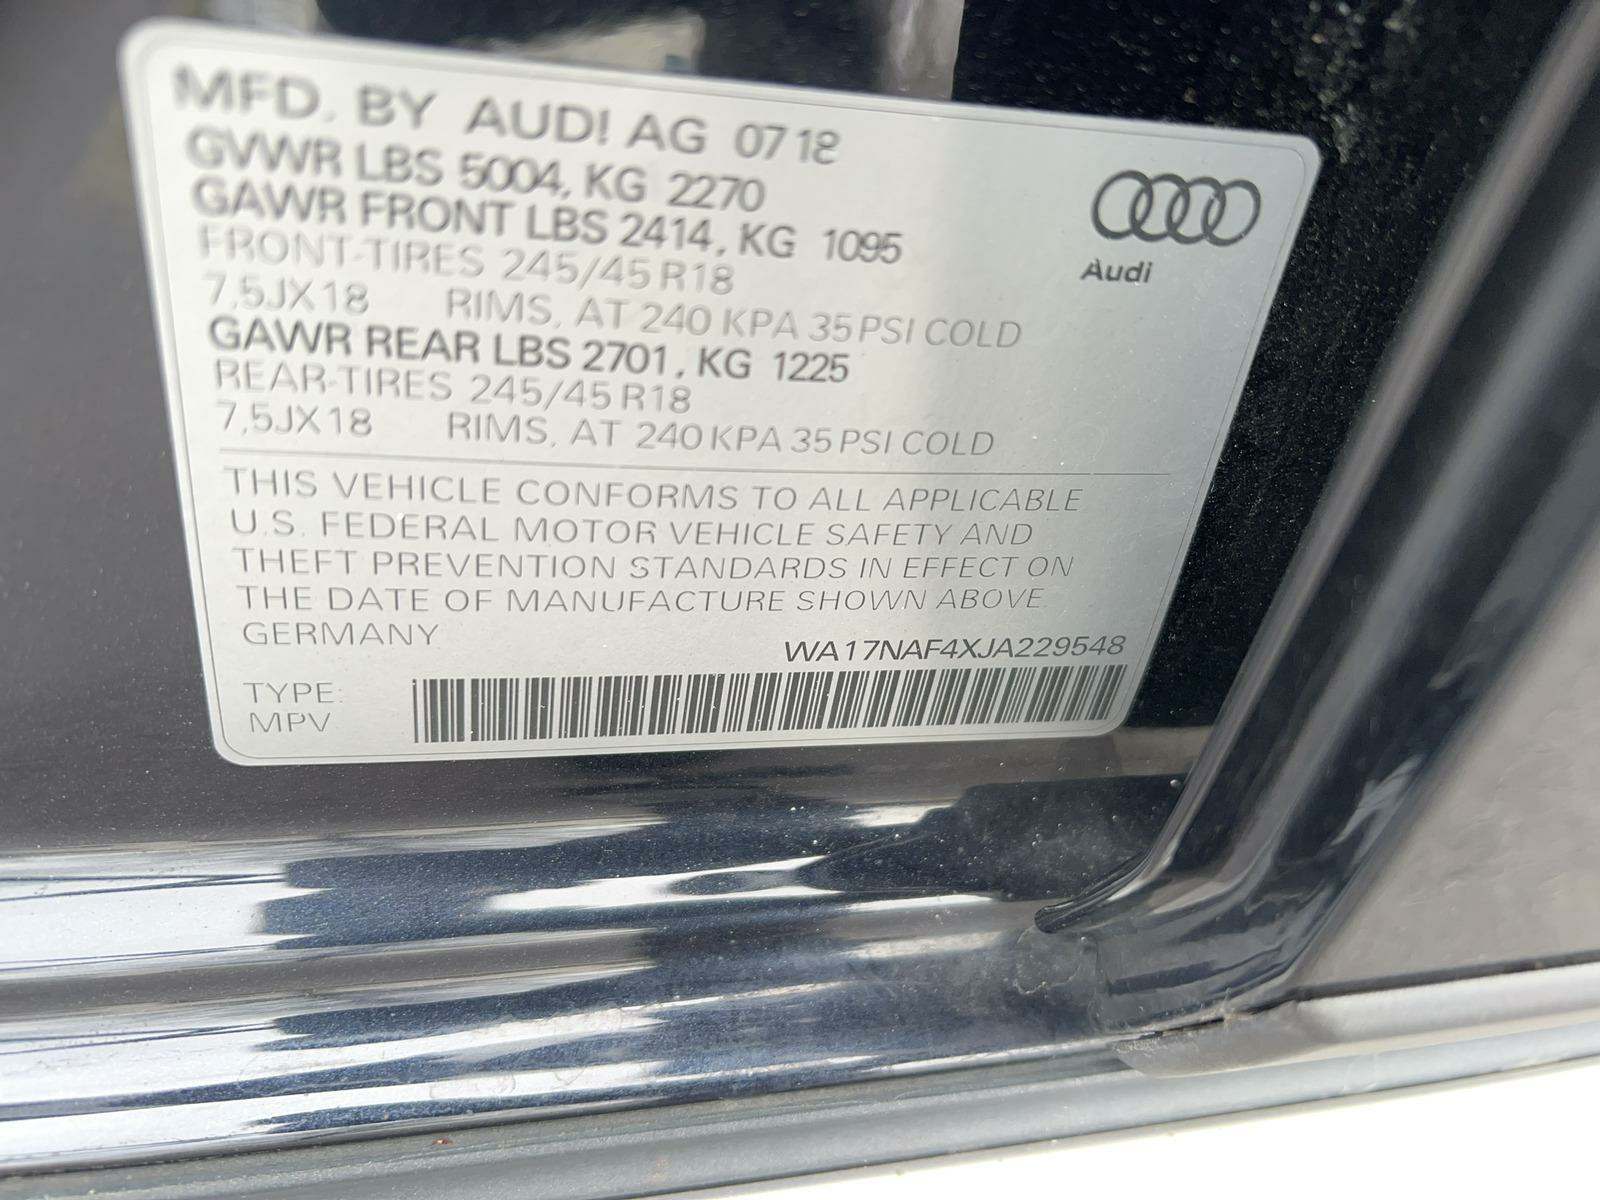 MFD. BY AUDI AG 07 18
GVWR LBS 5004, KG 2270
GAWR FRONT LBS 2414, KG 1095
FRONT-TIRES 245/45 R18
7,5JX18 RIMS, AT 240 KPA 35 PSI COLD
GAWR REAR LBS 2701, KG 1225
REAR-TIRES 245/45 R18
7,5JX18 RIMS, AT 240 KPA 35 PSI COLD
Audi
THIS VEHICLE CONFORMS TO ALL APPLICABLE
U.S. FEDERAL MOTOR VEHICLE SAFETY AND
THEFT PREVENTION STANDARDS IN EFFECT ON
THE DATE OF MANUFACTURE SHOWN ABOVE
GERMANY
WA17NAF4XJA229548
TYPE:
MPV